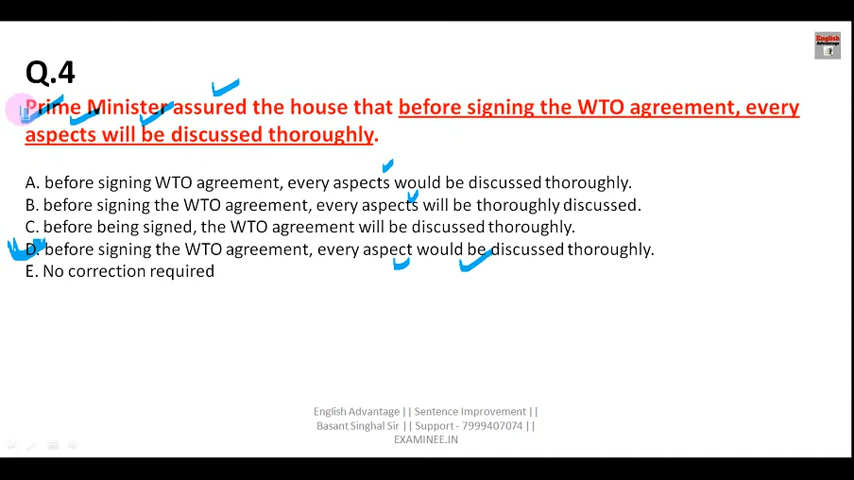 English
Advantage
Q.4
Prime Minister assured the house that before signing the WTO agreement, every
aspects will be discussed thoroughly.
A. before signing WTO agreement, every aspects would be discussed thoroughly.
B. before signing the WTO agreement, every aspects will be thoroughly discussed.
C. before being signed, the WTO agreement will be discussed thoroughly.
D. before signing the WTO agreement, every aspect would be discussed thoroughly.
E. No correction required
English Advantage || Sentence Improvement ||
Basant Singhal Sir || Support - 7999407074 ||
EXAMINEE.IN